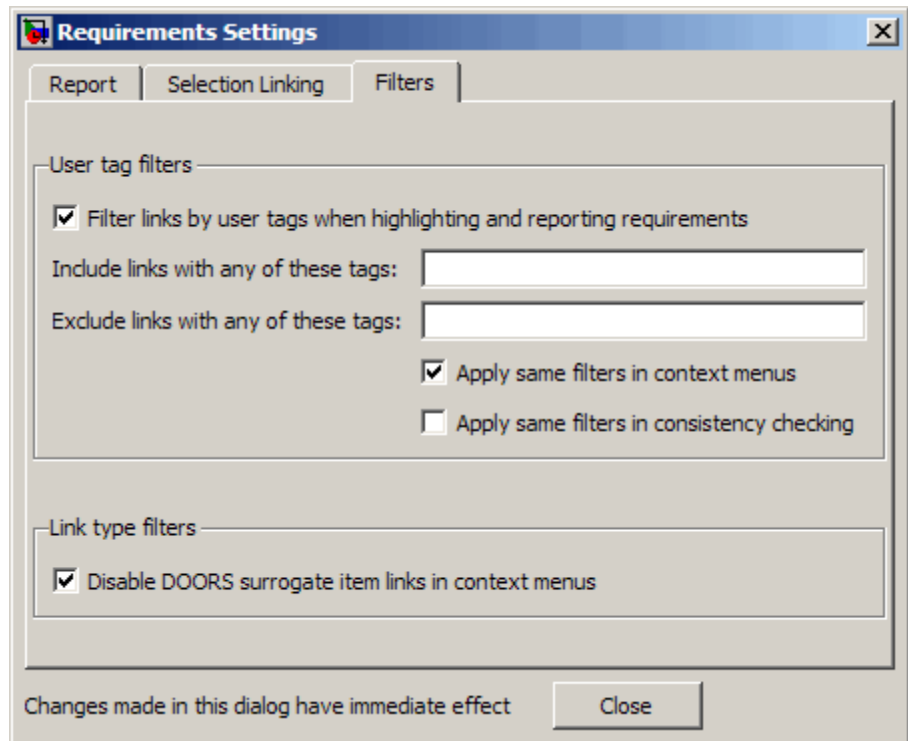 Requirements Settings
Report
Selection Linking
Filters
User tag filters
Filter links by user tags when highlighting and reporting requirements
Include links with any of these tags:
Exclude links with any of these tags:
Apply same filters in context menus
Apply same filters in consistency checking
Link type filters
Disable DOORS surrogate item links in context menus
Changes made in this dialog have immediate effect
Close